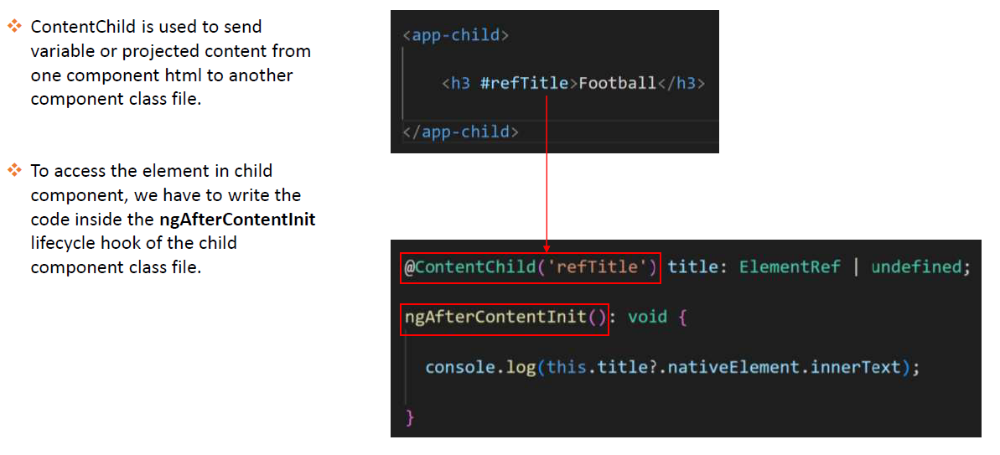 ContentChild is used to send
variable or projected content from
one component html to another
component class file.
To access the element in child
component, we have to write the
code inside the ngAfterContentInit
lifecycle hook of the child
component class file.
<app-child>
<h3 #refTitle>Football</h3>
</app-child>
@ContentChild('refTitle') title: ElementRef | undefined;
ngAfterContentInit(): void {
console.log(this.title?.nativeElement.innerText);
}